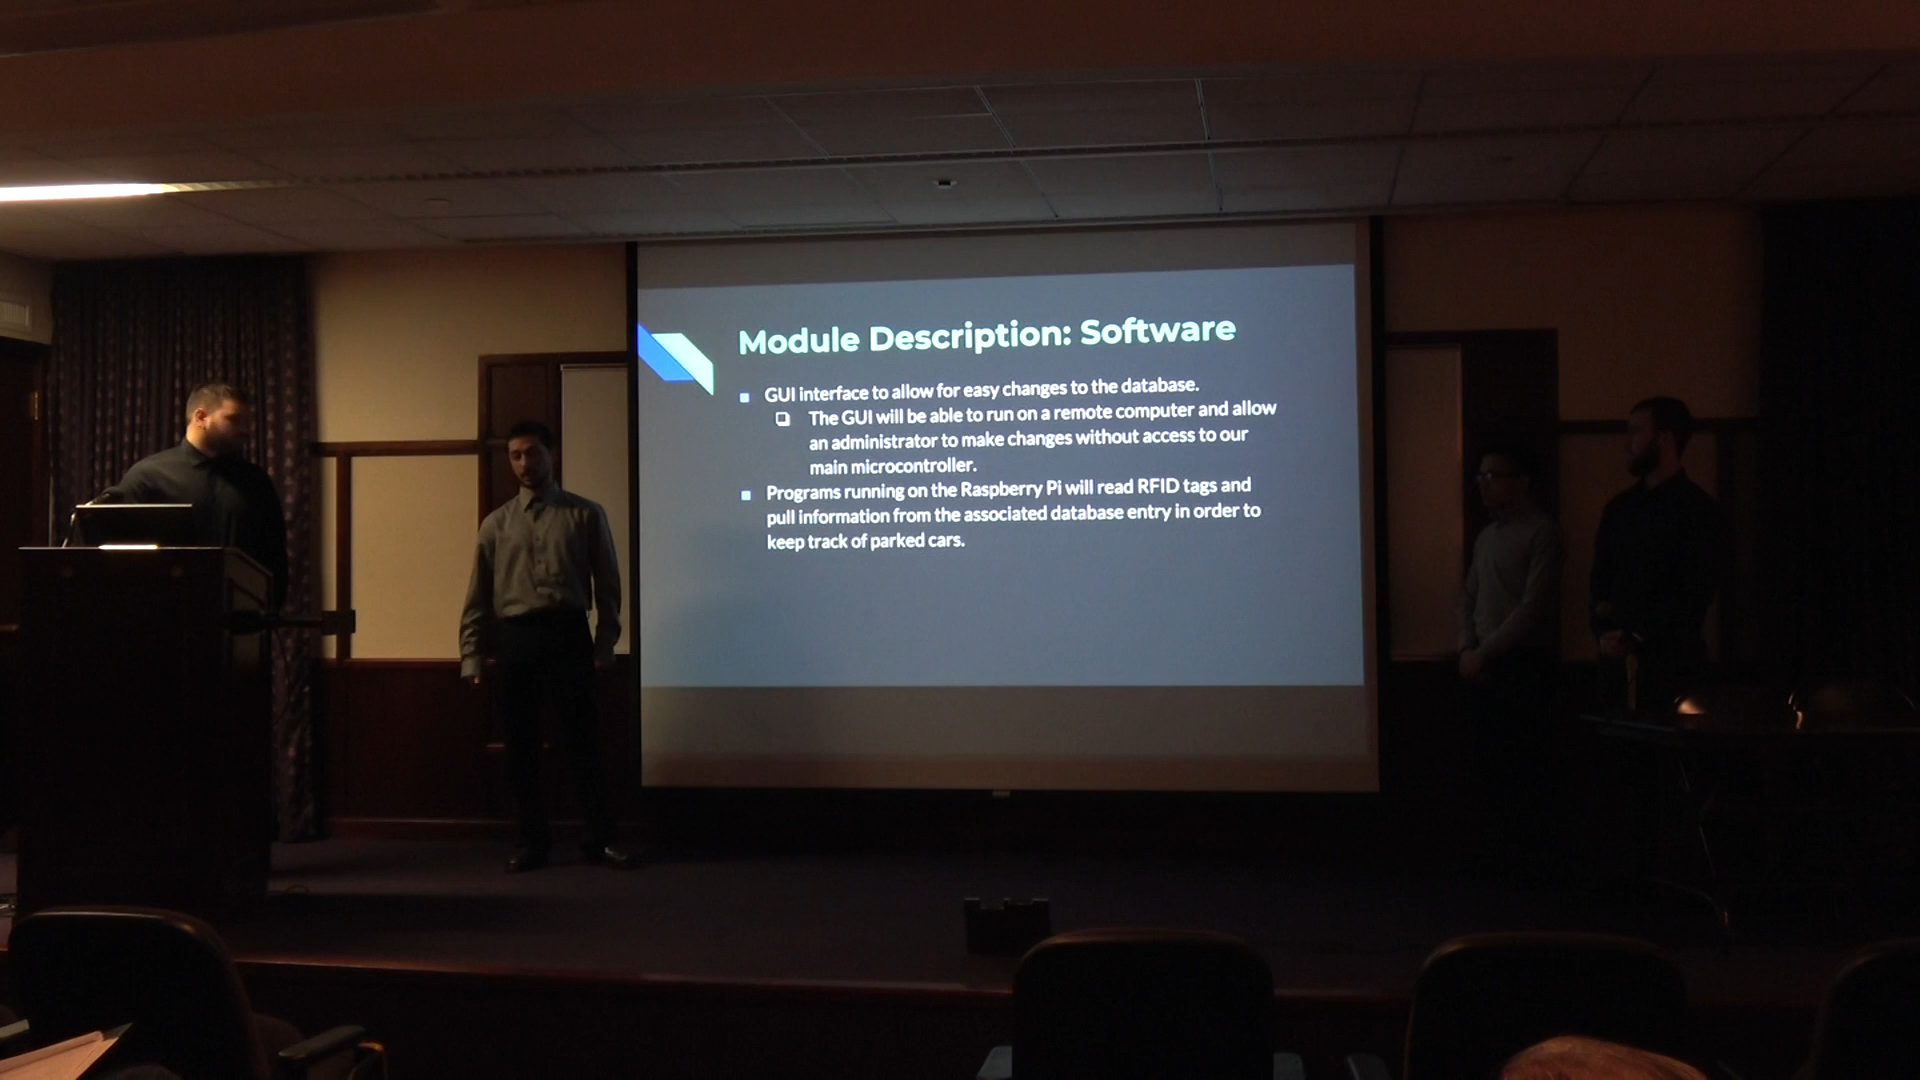 Module Description: Software
GUI interface to allow for easy changes to the database.
The GUI will be able to run on a remote computer and allow
an administrator to make changes without access to our
main microcontroller.
Programs running on the Raspberry Pi will read RFID tags and
pull information from the associated database entry in order to
keep track of parked cars.